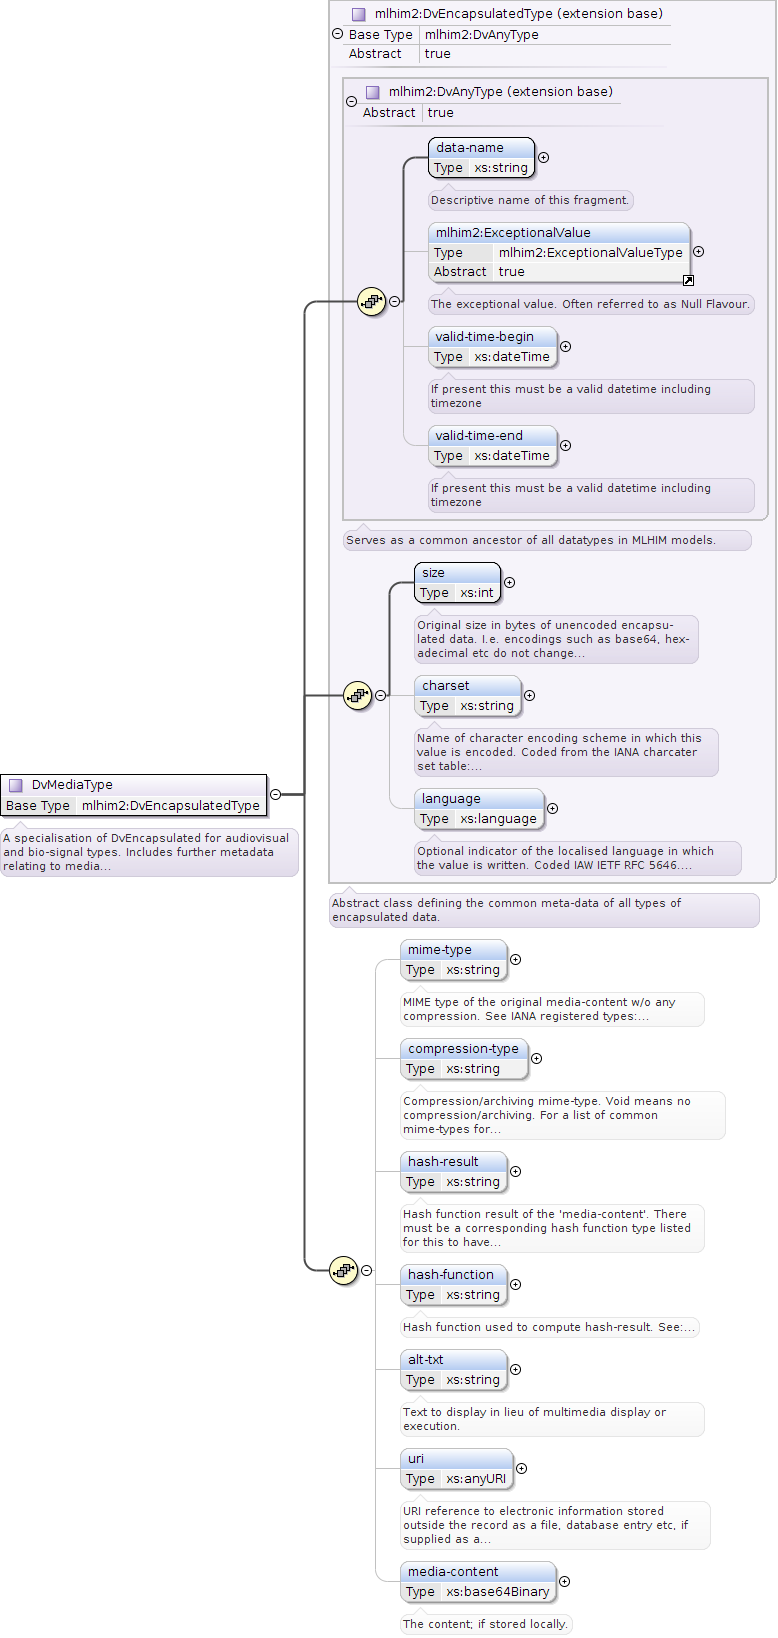 mlhim2:DvEncapsulatedType (extension base)
Base Type mlhim2:DvAnyType
Abstract true
mlhim2:DvAnyType (extension base)
Abstract true
data-name
Type xs:string
Descriptive name of this fragment.
mlhim2:ExceptionalValue
Type mlhim2:ExceptionalValueType
Abstract true
The exceptional value. Often referred to as Null Flavour.
valid-time-begin
Type xs:dateTime
If present this must be a valid datetime including
timezone
valid-time-end
Type xs:dateTime
If present this must be a valid datetime including
timezone
Serves as a common ancestor of all datatypes in MLHIM models.
size
Type xs:int
Original size in bytes of unencoded encapsu-
lated data. I.e. encodings such as base64, hex-
adecimal etc do not change...
charset
Type xs:string
Name of character encoding scheme in which this
value is encoded. Coded from the IANA charcater
set table:...
language
Type xs:language
Optional indicator of the localised language in which
the value is written. Coded IAW IETF RFC 5646....
DvMediaType
Base Type mlhim2:DvEncapsulatedType
A specialisation of DvEncapsulated for audiovisual
and bio-signal types. Includes further metadata
relating to media...
Abstract class defining the common meta-data of all types of
encapsulated data.
mime-type
Type xs:string
MIME type of the original media-content w/o any
compression. See IANA registered types:...
compression-type
Type xs:string
Compression/archiving mime-type. Void means no
compression/archiving. For a list of common
mime-types for...
hash-result
Type xs:string
Hash function result of the 'media-content'. There
must be a corresponding hash function type listed
for this to have...
hash-function
Type xs:string
Hash function used to compute hash-result. See:...
alt-txt
Type xs:string
Text to display in lieu of multimedia display or
execution.
uri
Type xs:anyURI
URI reference to electronic information stored
outside the record as a file, database entry etc, if
supplied as a...
media-content
Type xs:base64Binary
The content; if stored locally.